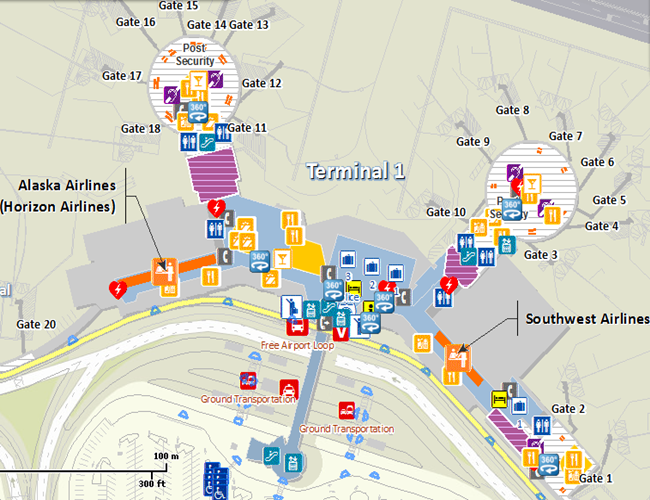 Gate 15
Gate 16
Gate 14 Gate 13
Post
Security
Gate 17
Gate 12
360°
Gate 18
Gate 11
Gate 8
Gate 9
Gate 7
Gate 6
Terminal 1
Gate 5
360°
Gate 10
Gate 4
Gate 3
Alaska Airlines
(Horizon Airlines)
360°
3
2
1
360°
360°
Gate 20
Southwest Airlines
Free Airport Loop
V
Ground Transportation
Ground Transportation
Gate 2
1
360°
Gate 1
100 m
300 ft